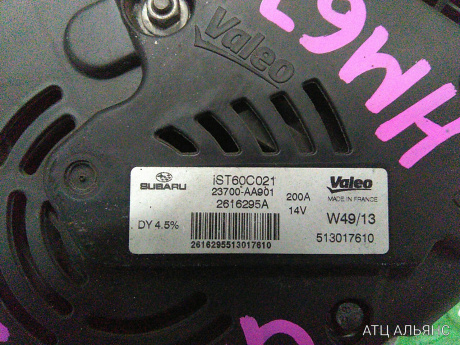 Valeo
HM67
L9WH
SUBARU
iST60C021
23700-AA901
2616295A
200A
14V
Valeo
MADE IN FRANCE
W49/13
513017610
DY 4.5%
2616295513017610
АТЦ АЛЬЯНС